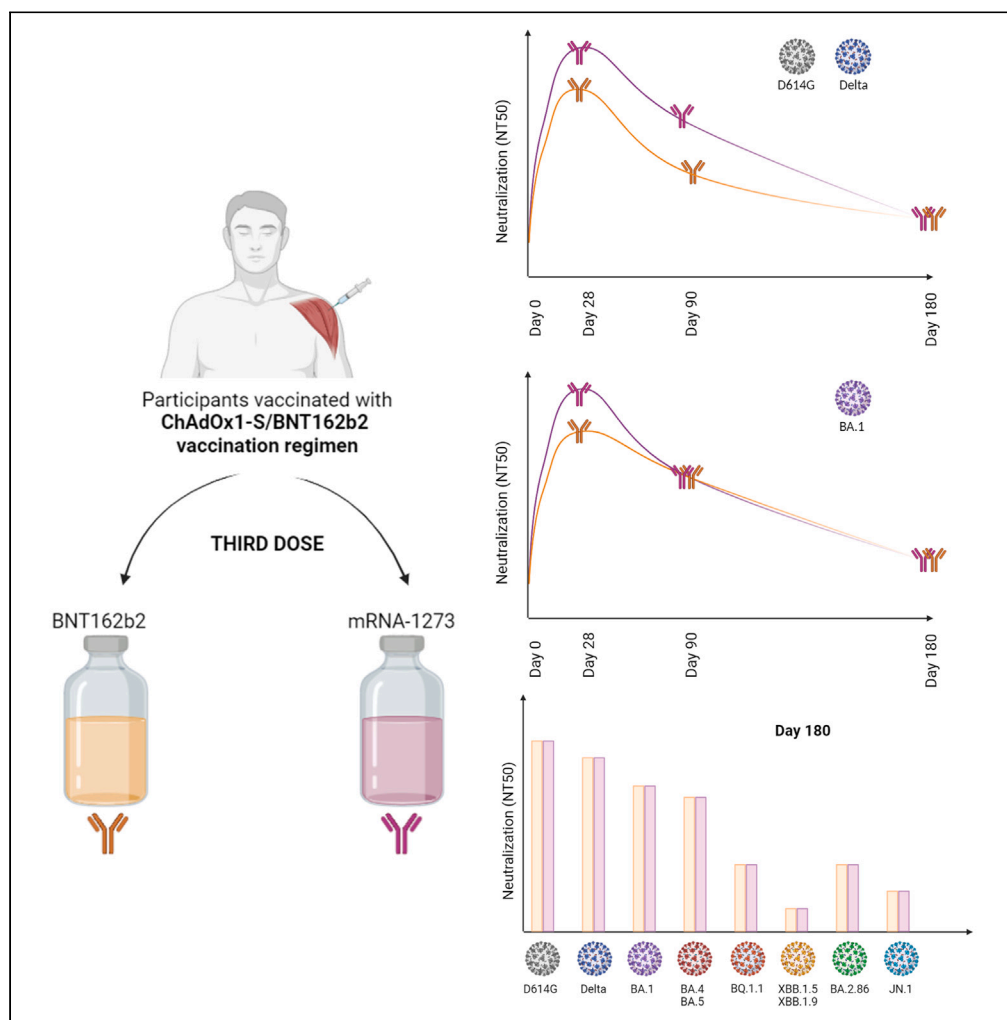 Participants vaccinated with
ChAdOx1-S/BNT162b2
vaccination regimen
THIRD DOSE
BNT162b2
mRNA-1273
Neutralization (NT50)
D614G
Delta
Day 0
Day 28
Day 90
Day 180
Neutralization (NT50)
BA.1
Day 0
Day 28
Day 90
Day 180
Day 180
Neutralization (NT50)
D614G
Delta
BA.1
BA.4
BA.5
BQ.1.1
XBB.1.5
XBB.1.9
BA.2.86
JN.1